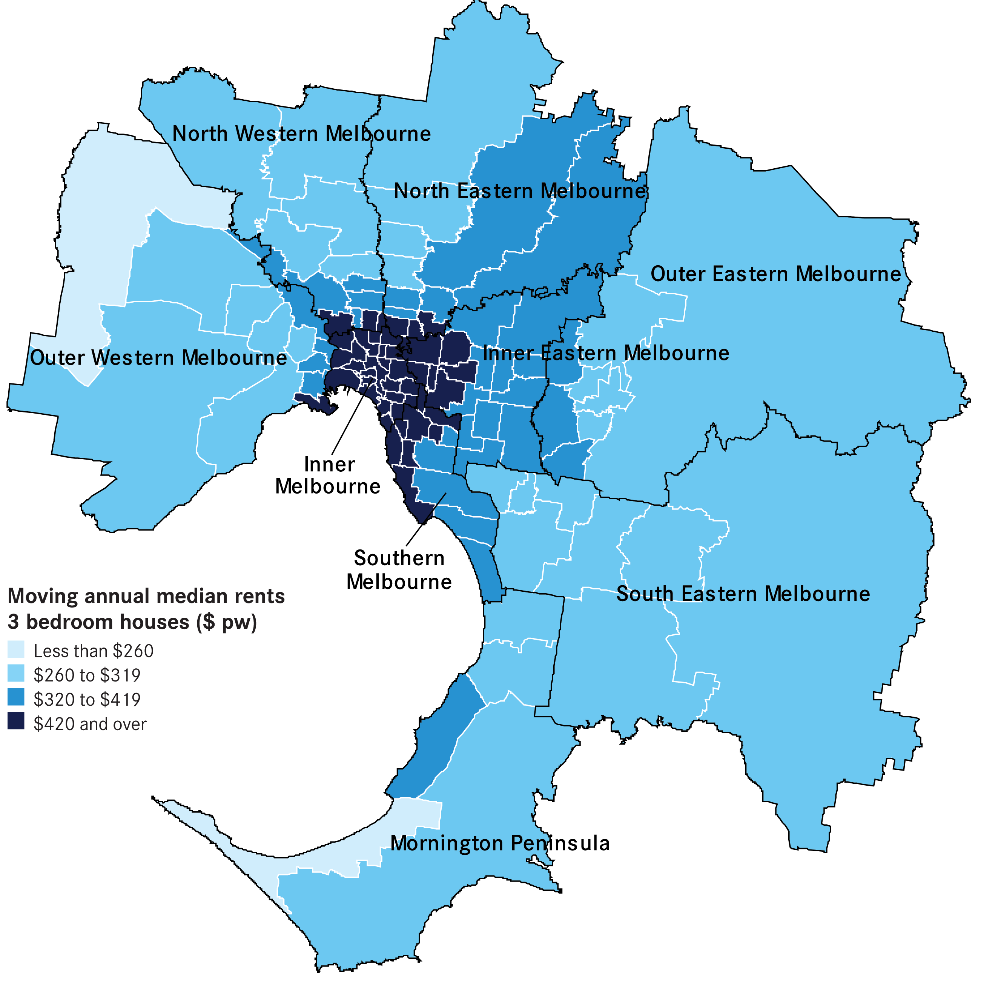 North Western Melbourne
North Eastern Melbourne
Outer Eastern Melbourne
Inner Eastern Melbourne
Outer Western Melbourne
Inner
Melbourne
Southern
Melbourne
South Eastern Melbourne
Moving annual median rents
3 bedroom houses ($ pw)
Less than $260
$260 to $319
$320 to $419
$420 and over
Mornington Peninsula